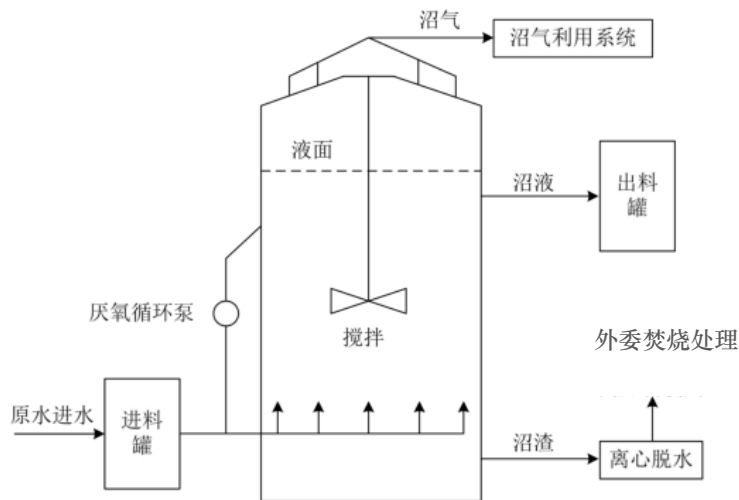 沼气
沼气利用系统
液面
沼液
出料
罐
厌氧循环泵
搅拌
外委焚烧处理
原水进水
进料
罐
沼渣
离心脱水